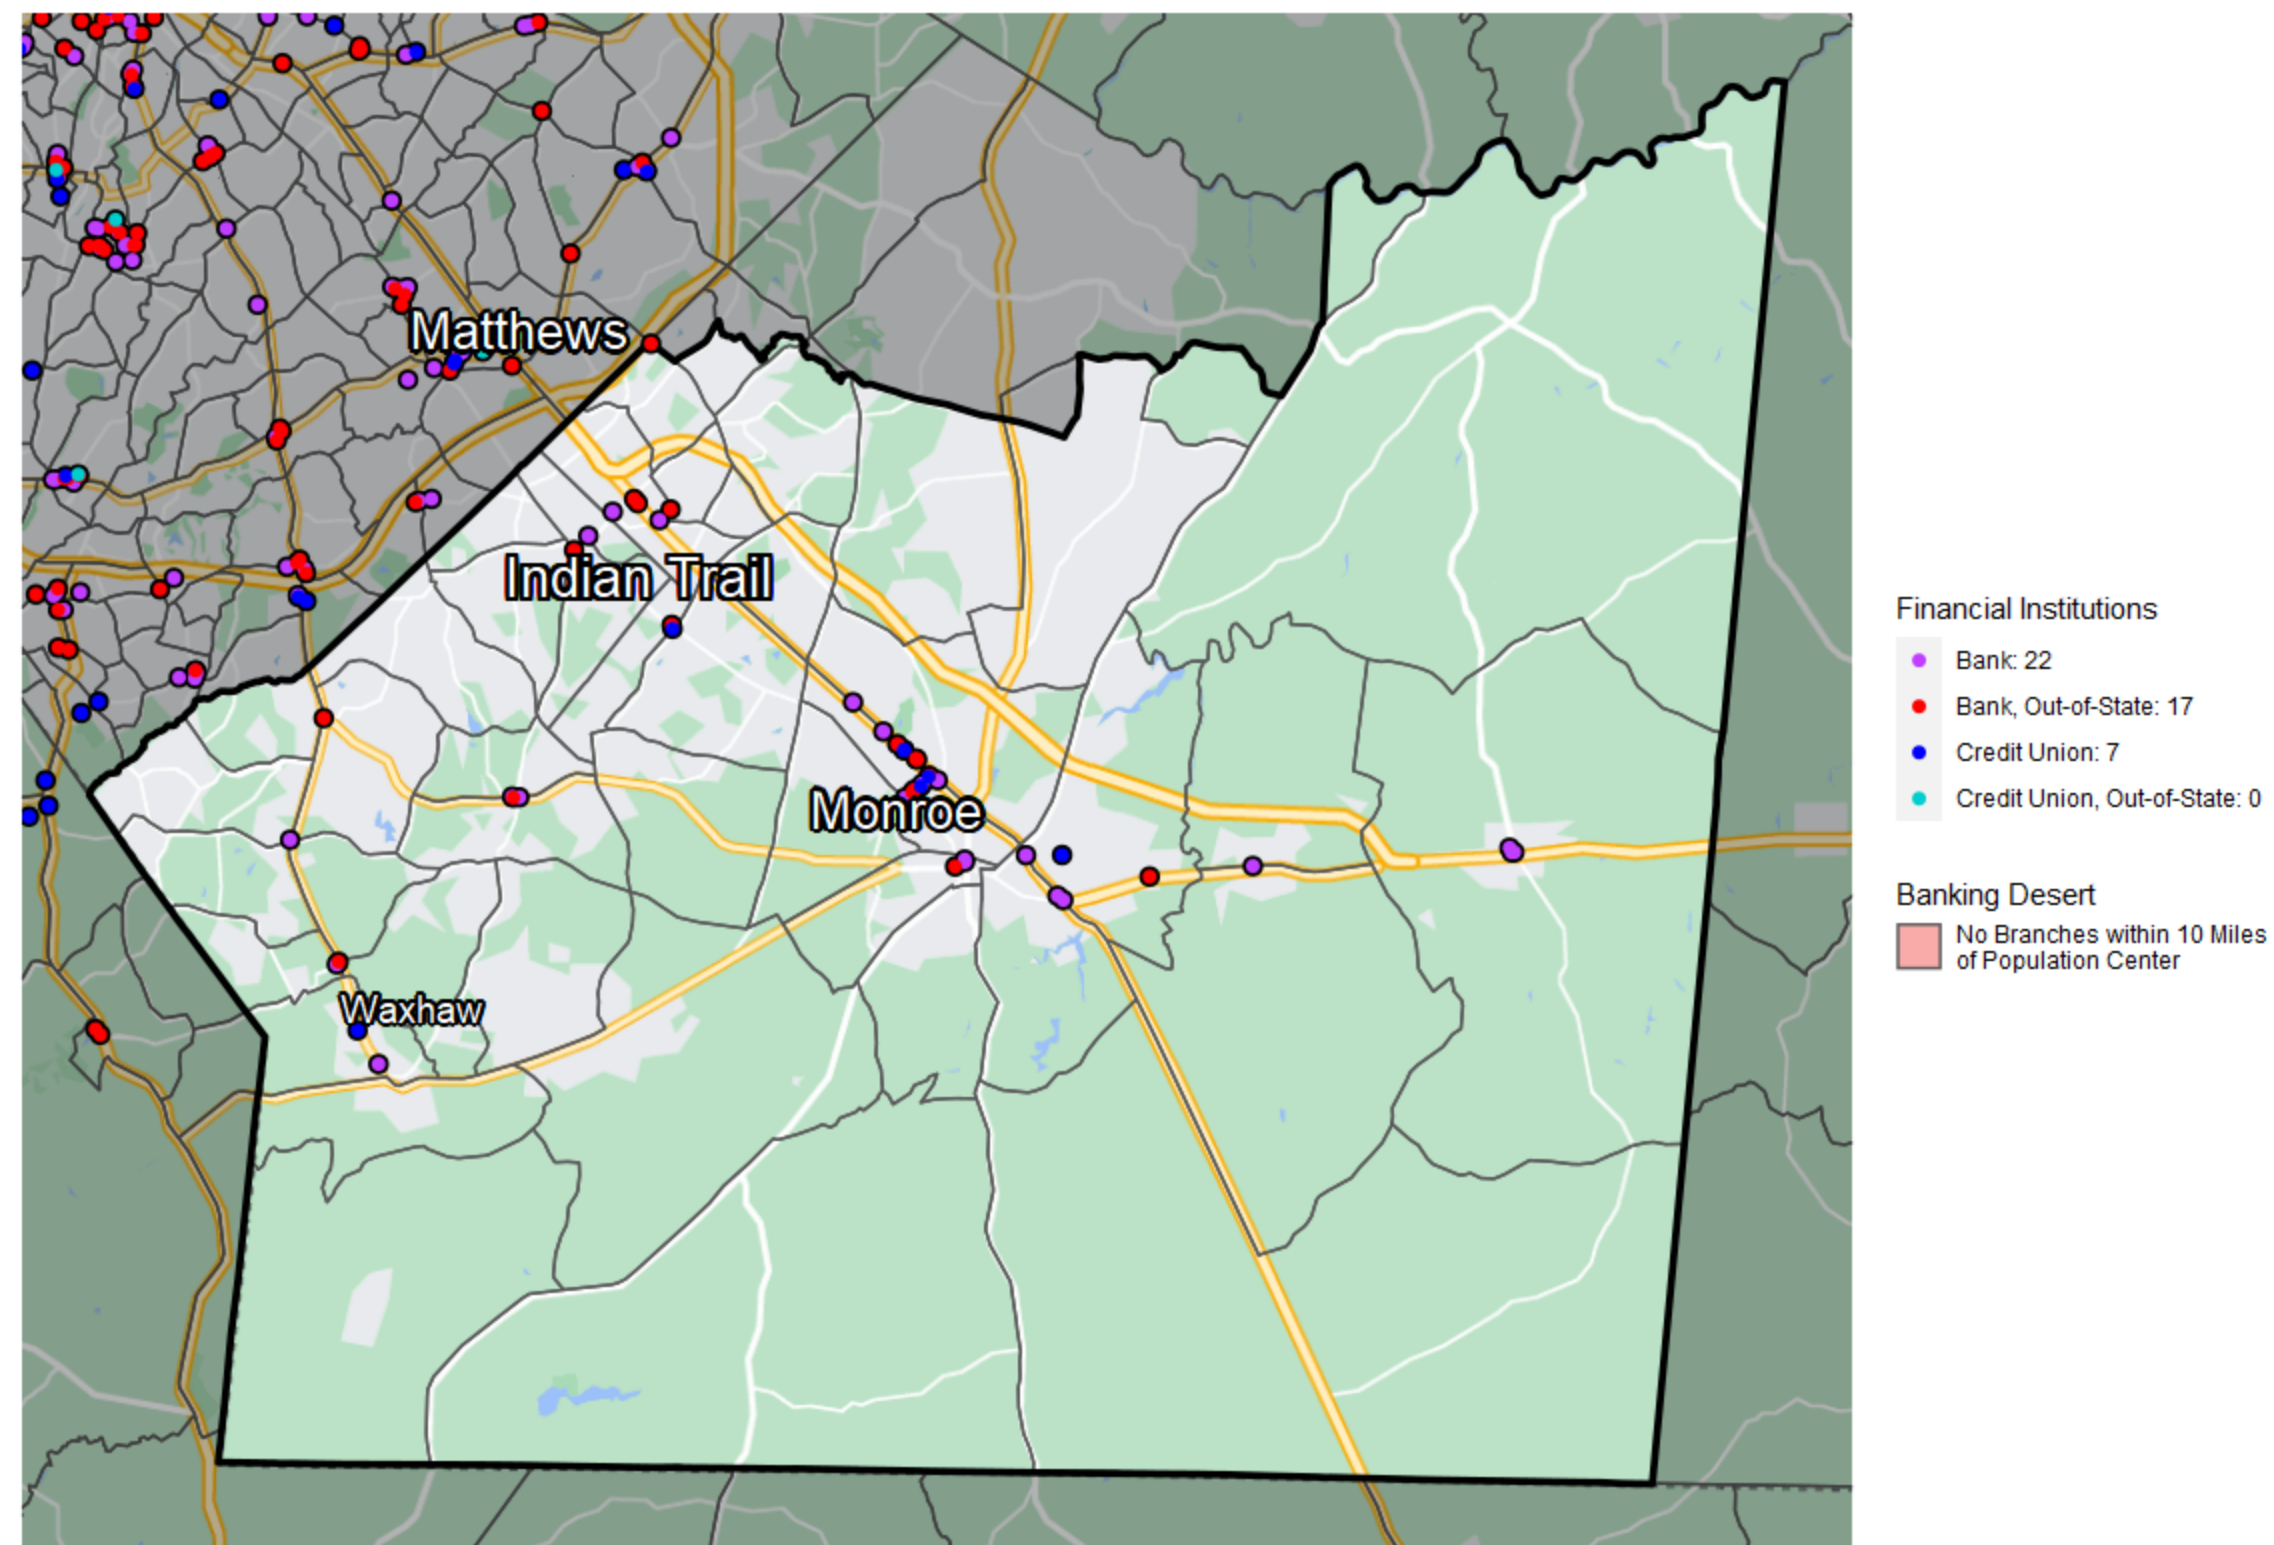 Matthews
Indian Trail
Monroe
Waxhaw
Financial Institutions
Bank: 22
Bank, Out-of-State: 17
Credit Union: 7
Credit Union, Out-of-State: 0
Banking Desert
No Branches within 10 Miles
of Population Center